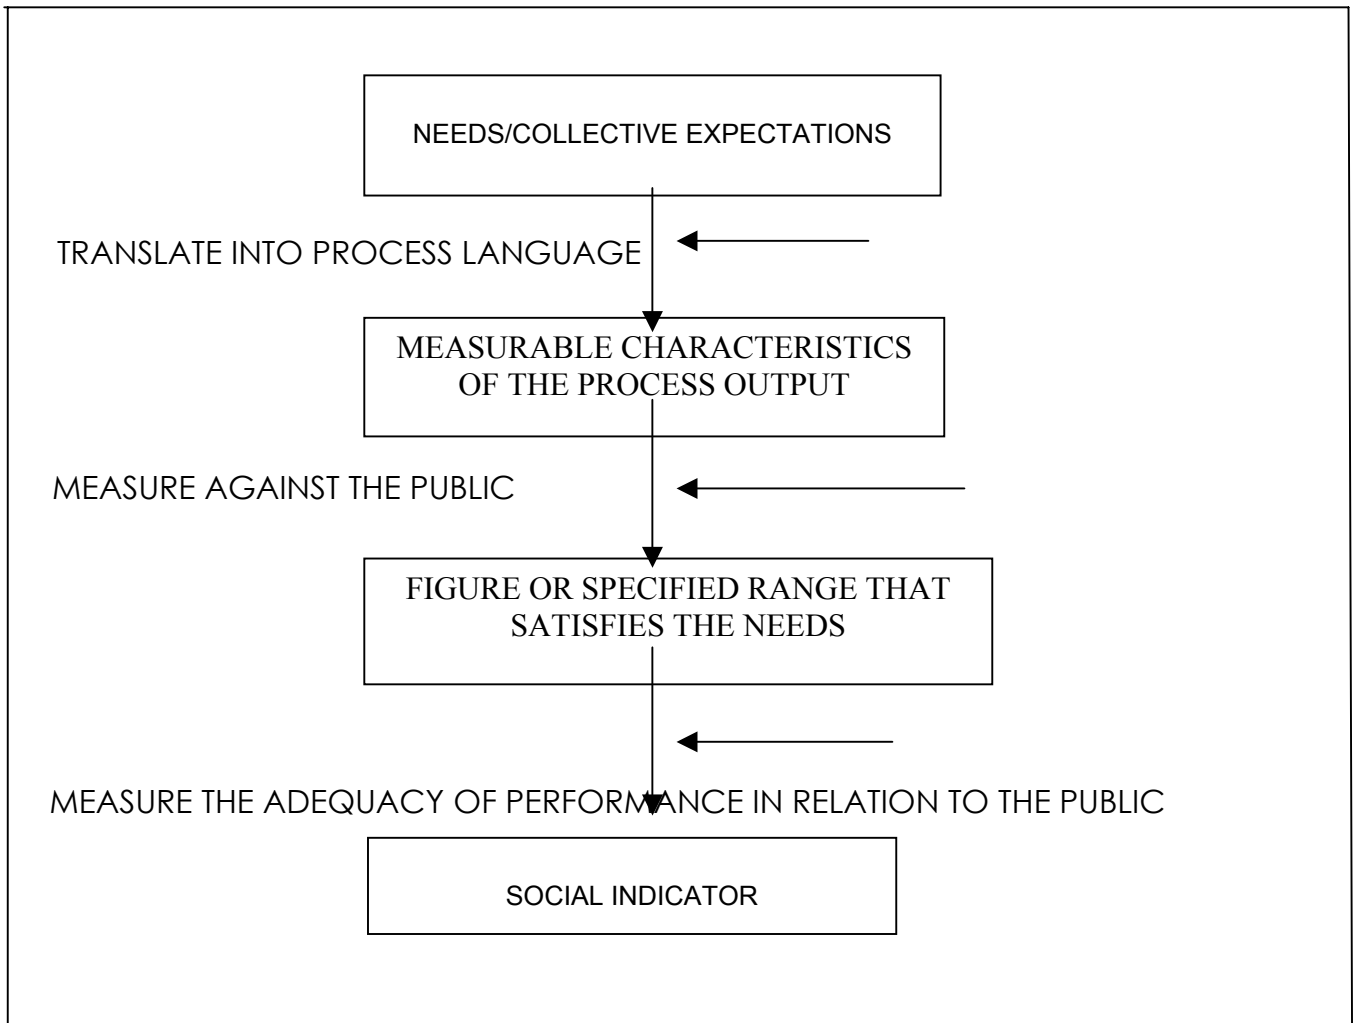 NEEDS/COLLECTIVE EXPECTATIONS
TRANSLATE INTO PROCESS LANGUAGE
MEASURABLE CHARACTERISTICS
OF THE PROCESS OUTPUT
MEASURE AGAINST THE PUBLIC
FIGURE OR SPECIFIED RANGE THAT
SATISFIES THE NEEDS
MEASURE THE ADEQUACY OF PERFORMANCE IN RELATION TO THE PUBLIC
SOCIAL INDICATOR